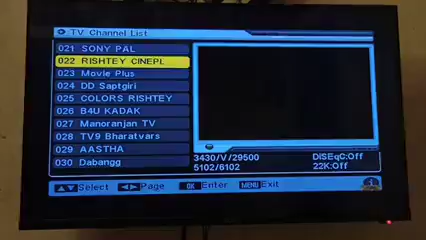 TV Channel List
021 SONY PAL
022 RISHTEY CINEPL
023 Movie Plus
024 DD Saptgiri
025 COLORS RISHTEY
026 B4U KADAK
027 Manoranjan TV
028 TV9 Bharatvars
029 AASTHA
030 Dabangg
3430/V/29500 DISEqC:Off
5102/6102 22K:Off
Select Page OK Enter MENU Exit